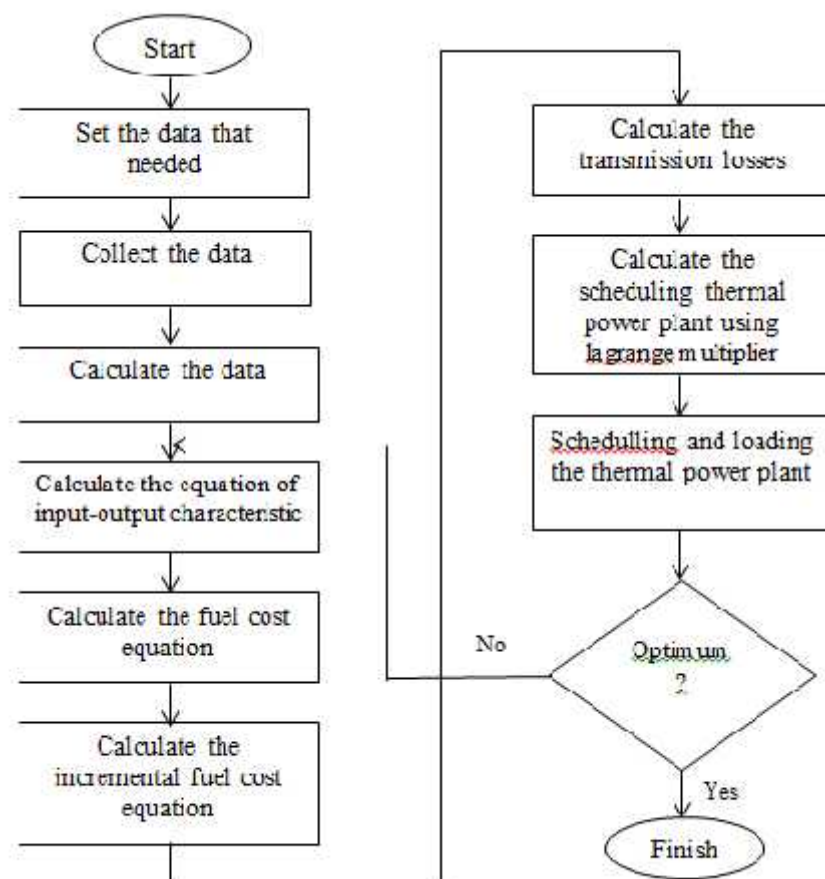 Start
Set the data that
needed
Collect the data
Calculate the data
Calculate the equation of
input-output characteristic
Calculate the fuel cost
equation
Calculate the
incremental fuel cost
equation
Calculate the
transmission losses
Calculate the
scheduling thermal
power plant using
lagrange multiplier
Schedulling and loading
the thermal power plant
Optimum
?
No
Yes
Finish